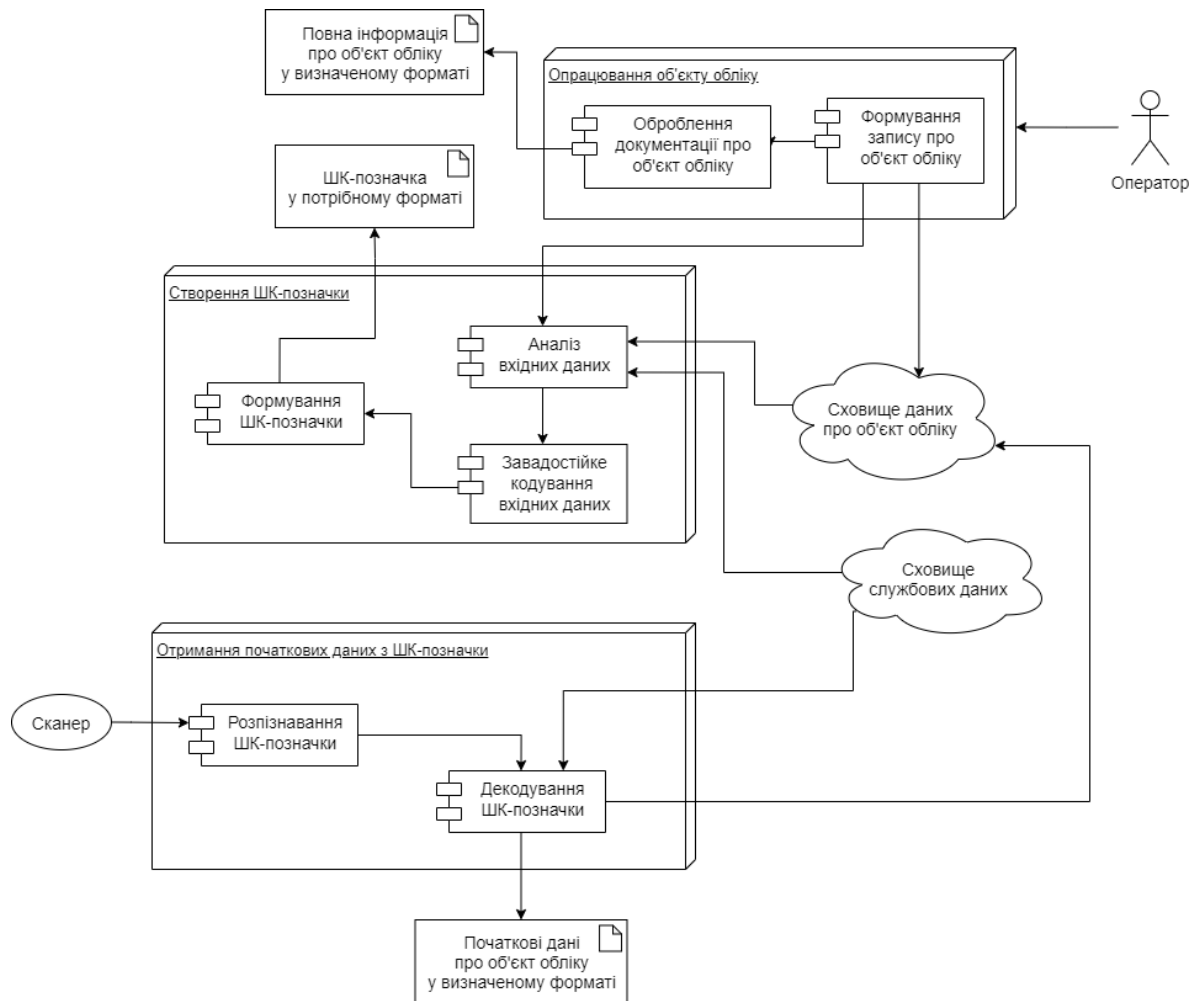 Повна інформація
про об'єкт обліку
у визначеному форматі
Опрацювання об'єкту обліку
Оброблення
документації про
об'єкт обліку
Формування
запису про
об'єкт обліку
Оператор
ШК-позначка
у потрібному форматі
Створення ШК-позначки
Аналіз
вхідних даних
Формування
ШК-позначки
Завадостійке
кодування
вхідних даних
Сховище даних
про об'єкт обліку
Сховище
службових даних
Отримання початкових даних з ШК-позначки
Сканер
Розпізнавання
ШК-позначки
Декодування
ШК-позначки
Початкові дані
про об'єкт обліку
у визначеному форматі